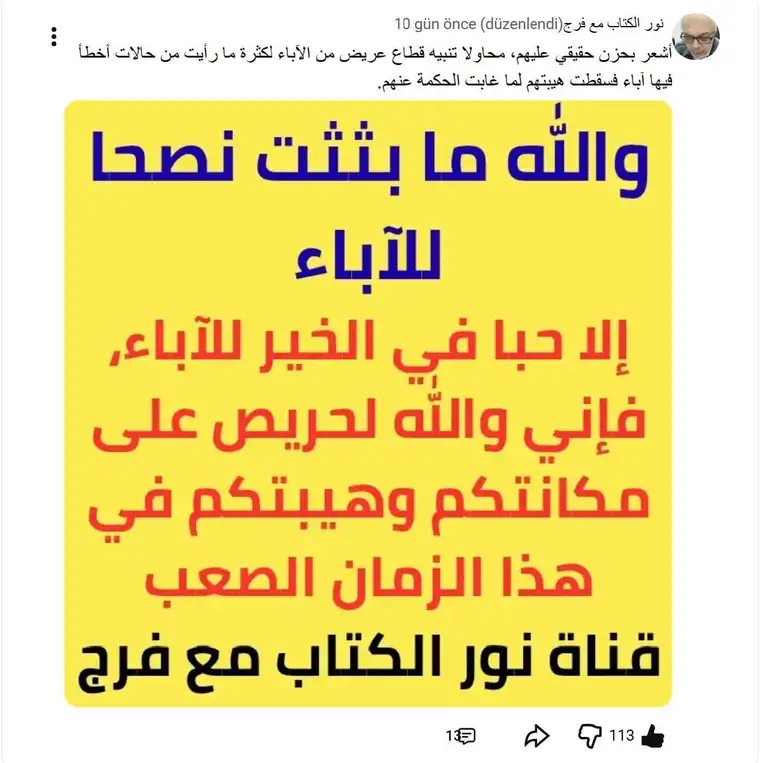 نور الكتاب مع فرج(düzenlendi) 10 gün önce
أشعر بحزن حقيقي عليهم، محاولا تنبيه قطاع عريض من الآباء لكثرة ما رأيت من حالات أخطأ
فيها آباء فسقطت هيبتهم لما غابت الحكمة عنهم.
والله ما بثثت نصحا
للآباء
إلا حبا في الخير للآباء,
فإني والله لحريص على
مكانتكم وهيبتكم في
هذا الزمان الصعب
قناة نور الكتاب مع فرج
113
13